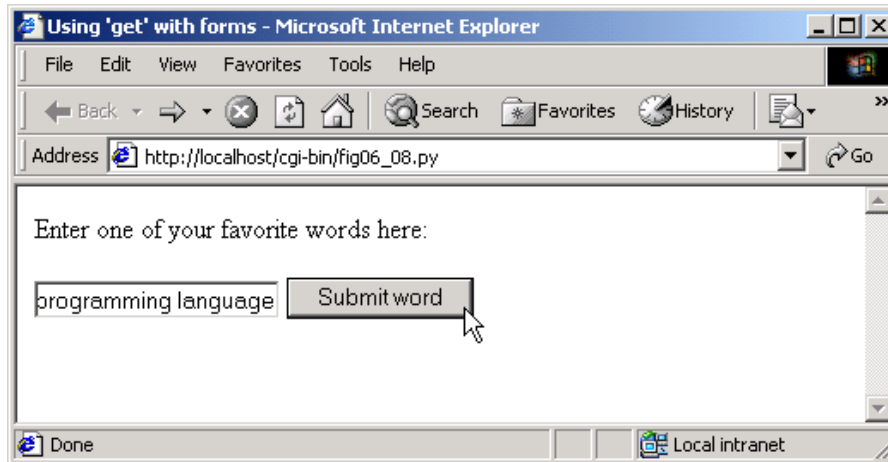 Using 'get' with forms - Microsoft Internet Explorer
File Edit View Favorites Tools Help
Back Search Favorites History »
Address http://localhost/cgi-bin/fig06_08.py Go
Enter one of your favorite words here:
programming language Submit word
Done Local intranet